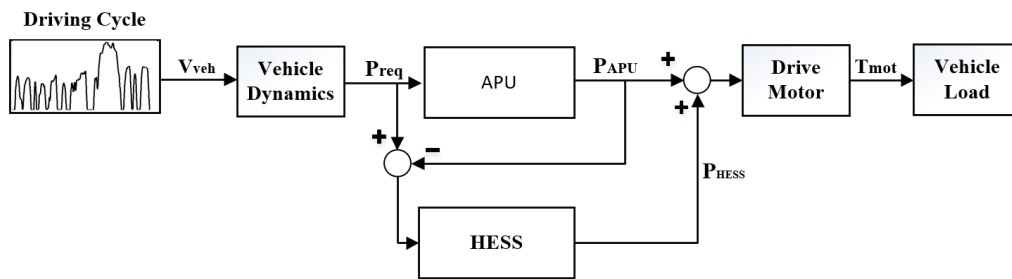 Driving Cycle
Vveh
Vehicle
Dynamics
Preq
APU
PAPU
+
+
Drive
Motor
Tmot
Vehicle
Load
+
−
PHESS
HESS